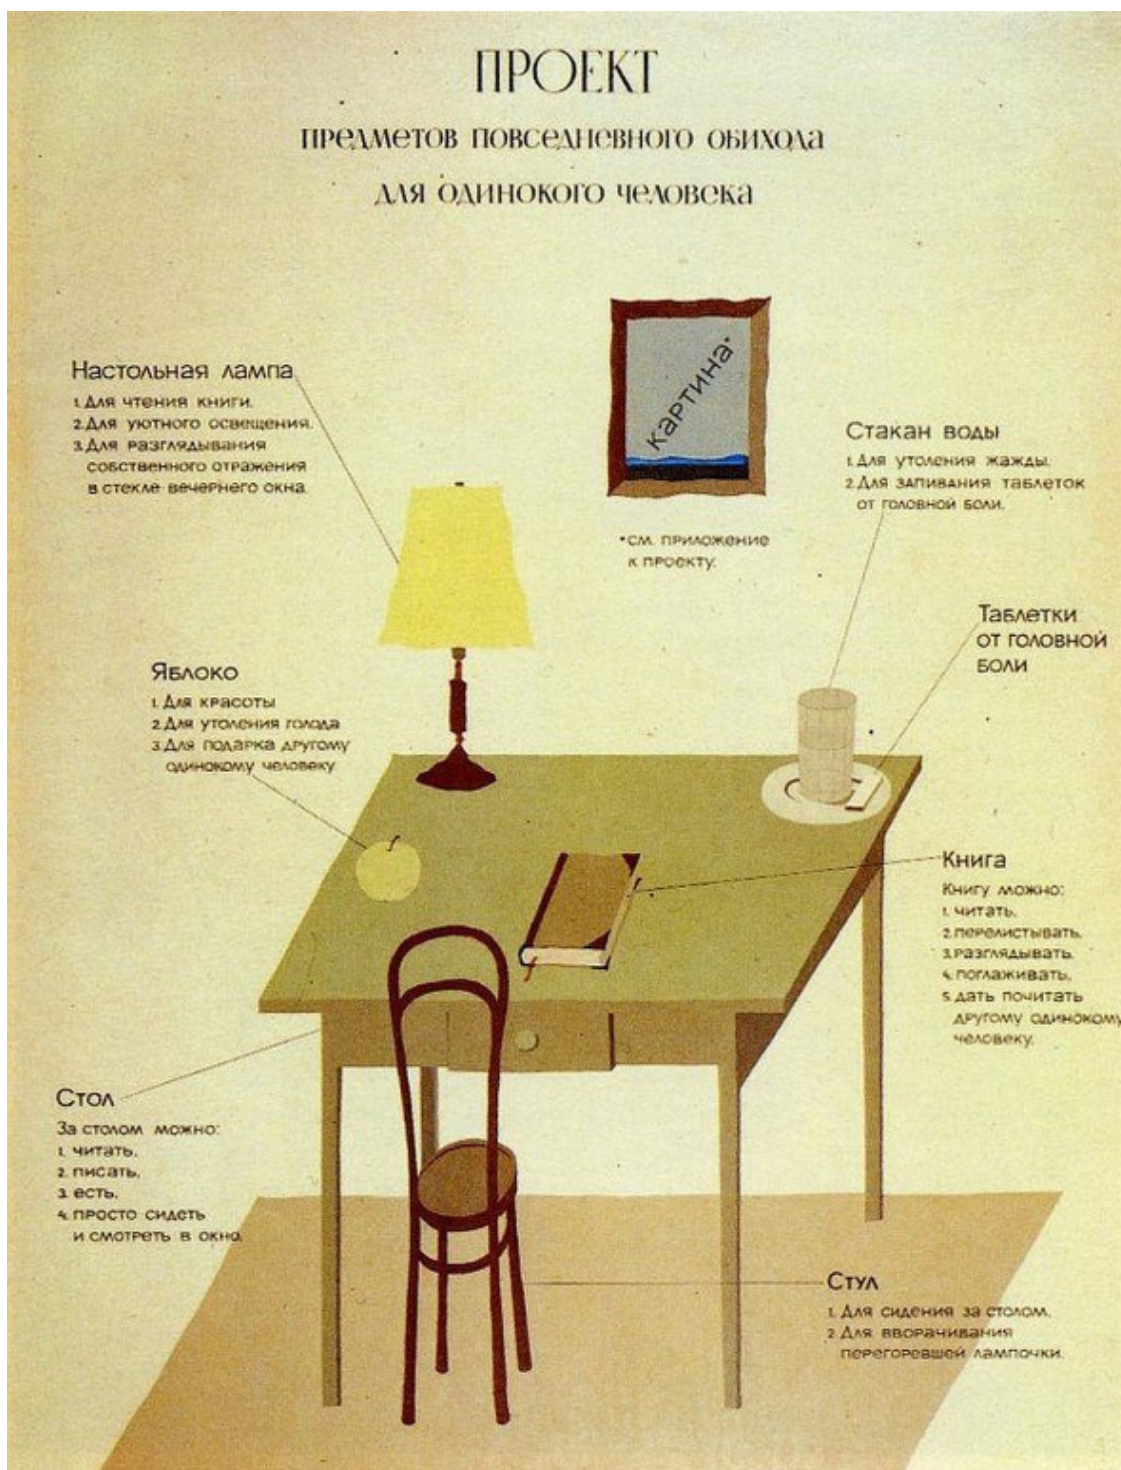 ПРОЕКТ
предметов повседневного обихода
для одинокого человека
Настольная лампа
1. Для чтения книги.
2. Для уютного освещения.
3. Для разглядывания
собственного отражения
в стекле вечернего окна.
картина*
*см. приложение
к проекту.
Стакан воды
1. Для утоления жажды.
2. Для запивания таблеток
от головной боли.
Таблетки
от головной
боли
Яблоко
1. Для красоты
2. Для утоления голода
3. Для подарка другому
одинокому человеку
Книга
Книгу можно:
1. читать,
2. перелистывать,
3. разглядывать,
4. поглаживать,
5. дать почитать
другому одинокому
человеку.
Стол
За столом можно:
1. читать,
2. писать,
3. есть,
4. просто сидеть
и смотреть в окно.
Стул
1. Для сидения за столом.
2 Для вворачивания
перегоревшей лампочки.